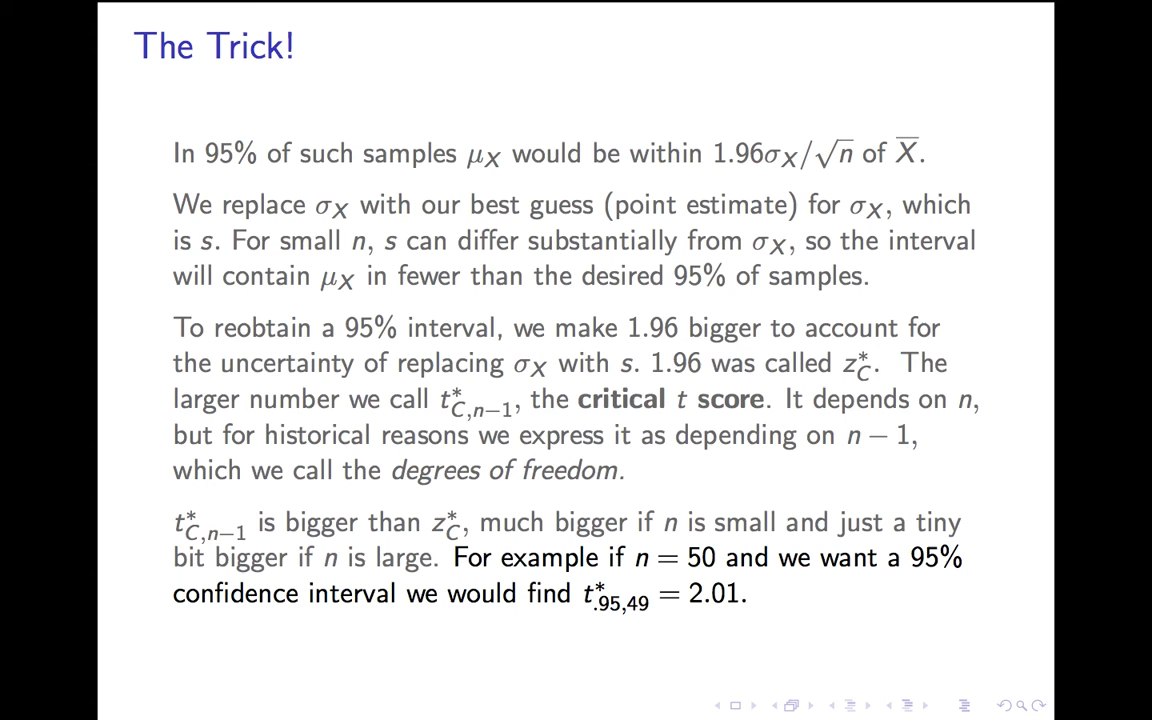 The Trick!
In 95% of such samples μ_X would be within 1.96σ_X/√n of X̅.
We replace σ_X with our best guess (point estimate) for σ_X, which
is s. For small n, s can differ substantially from σ_X, so the interval
will contain μ_X in fewer than the desired 95% of samples.
To reobtain a 95% interval, we make 1.96 bigger to account for
the uncertainty of replacing σ_X with s. 1.96 was called z*_C. The
larger number we call t*_{C,n−1}, the critical t score. It depends on n,
but for historical reasons we express it as depending on n − 1,
which we call the degrees of freedom.
t*_{C,n−1} is bigger than z*_C, much bigger if n is small and just a tiny
bit bigger if n is large. For example if n = 50 and we want a 95%
confidence interval we would find t*_{.95,49} = 2.01.